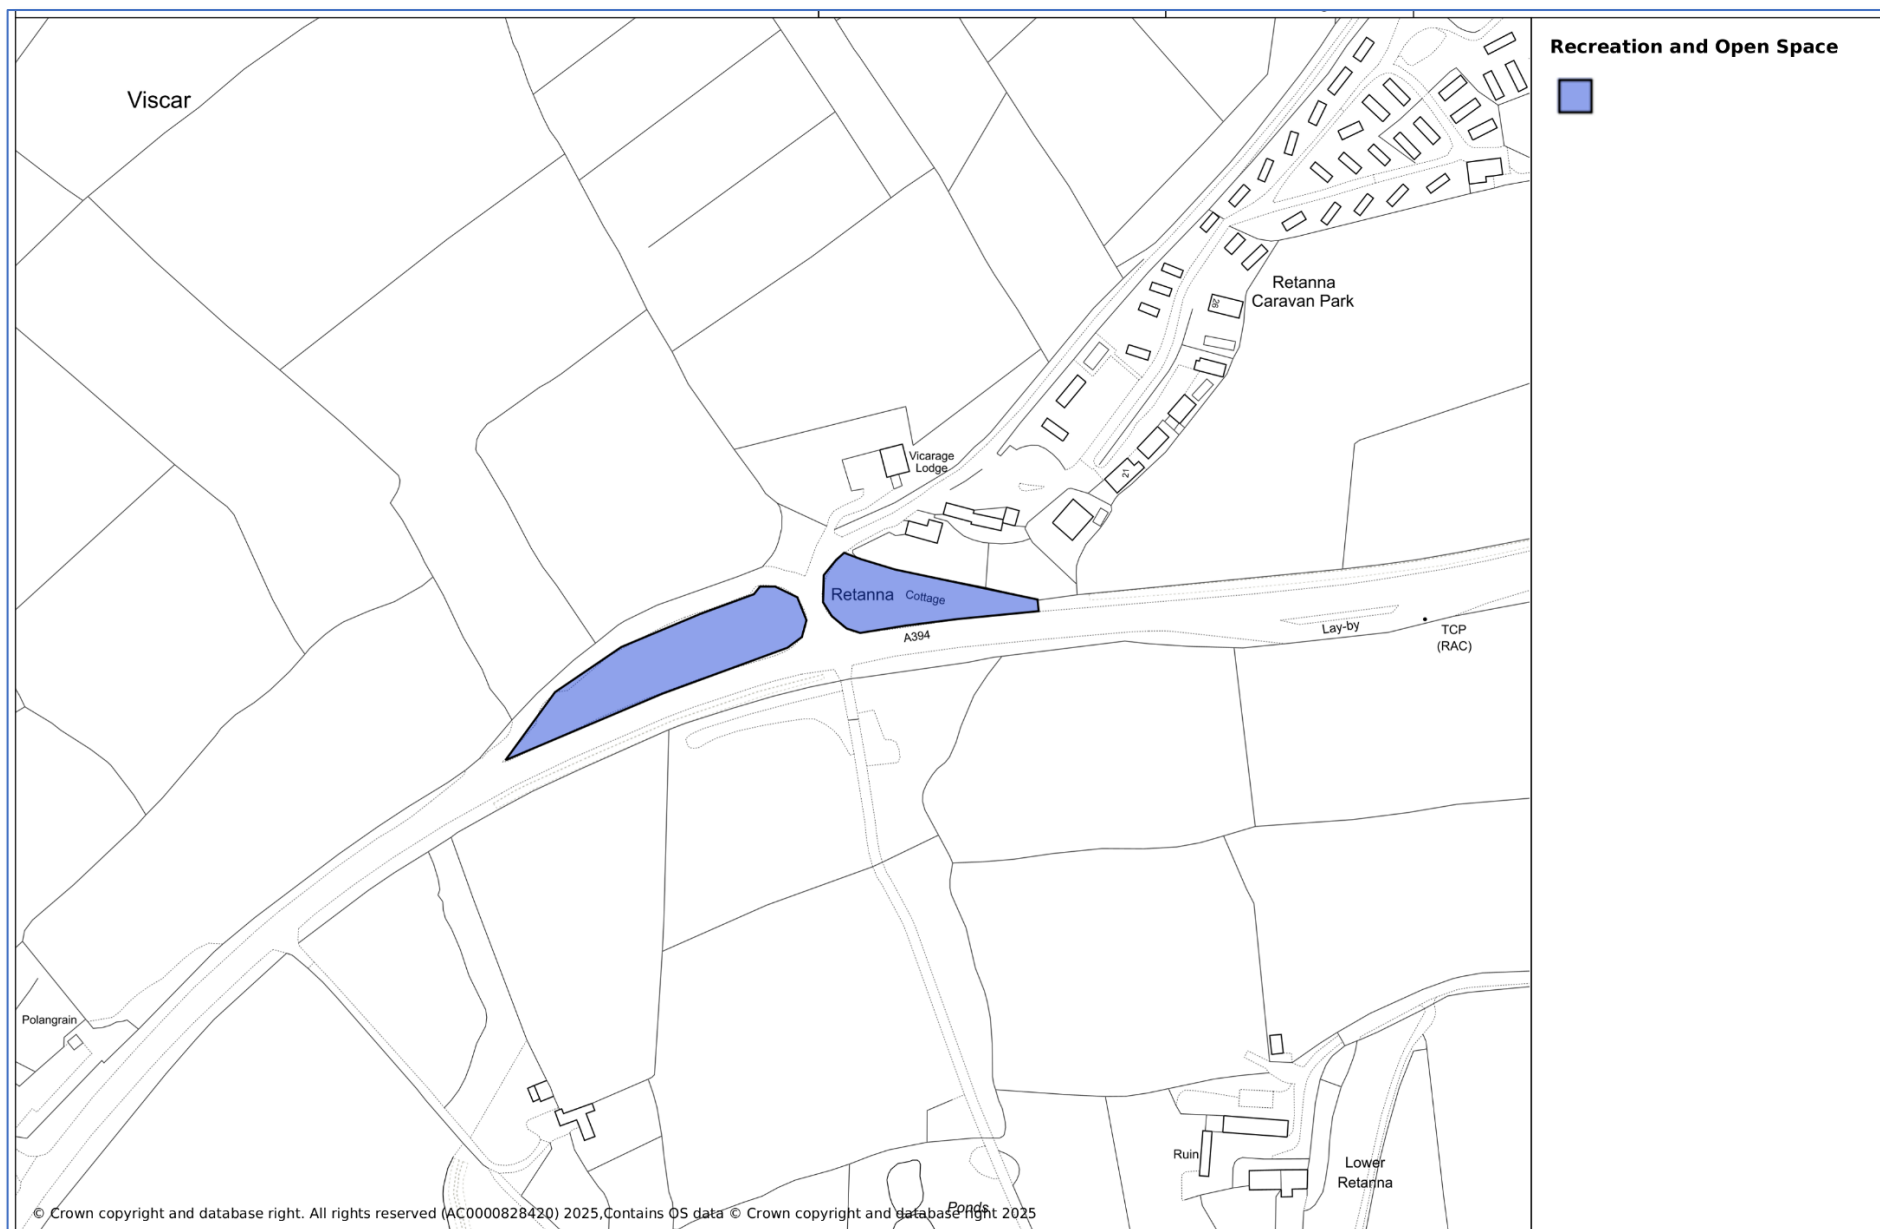 Recreation and Open Space
Viscar
Retanna
Caravan Park
26
Vicarage
Lodge
21
Retanna Cottage
A394
Lay-by
TCP
(RAC)
Polangrain
Ruin
Lower
Retanna
Ponds
© Crown copyright and database right. All rights reserved (AC0000828420) 2025,Contains OS data © Crown copyright and database right 2025